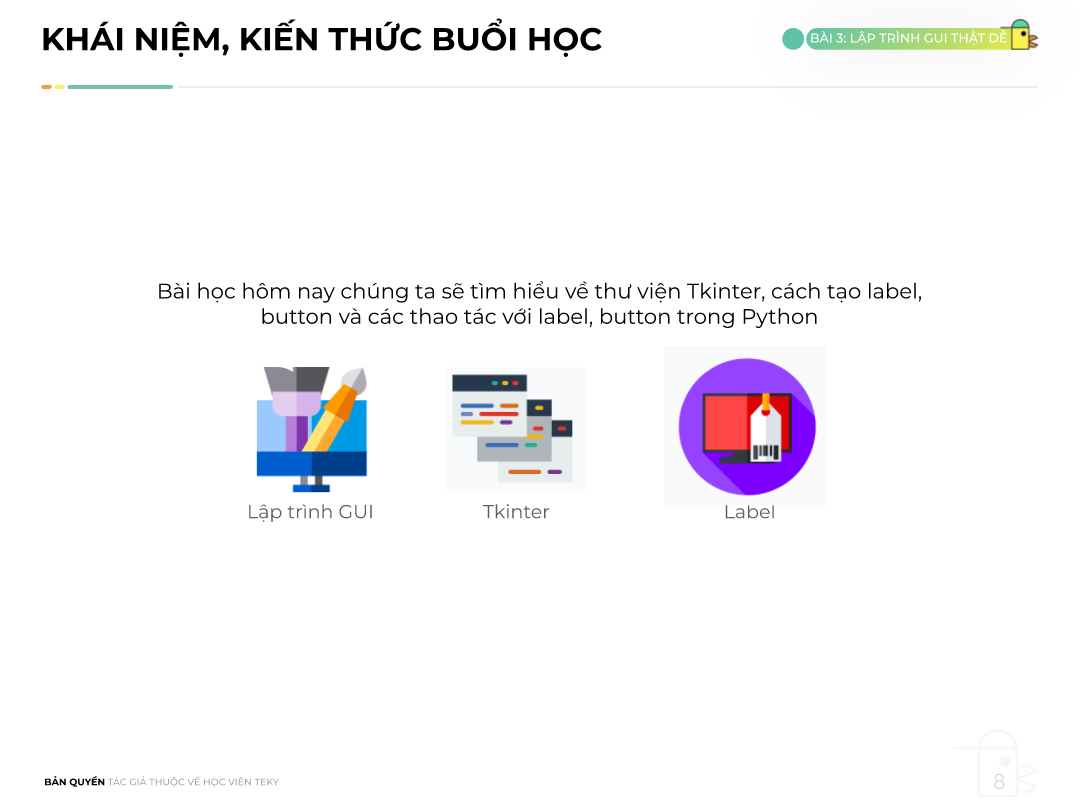 KHÁI NIỆM, KIẾN THỨC BUỔI HỌC
BÀI 3: LẬP TRÌNH GUI THẬT DỄ
Bài học hôm nay chúng ta sẽ tìm hiểu về thư viện Tkinter, cách tạo label,
button và các thao tác với label, button trong Python
Lập trình GUI
Tkinter
Label
BẢN QUYỀN TÁC GIẢ THUỘC VỀ HỌC VIỆN TEKY
8